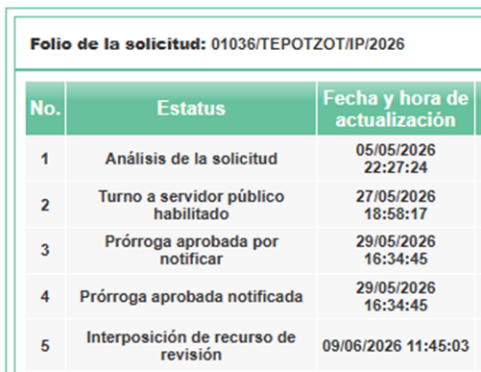 Folio de la solicitud: 01036/TEPOTZOT/IP/2026
No. Estatus Fecha y hora de
actualización
1 Análisis de la solicitud 05/05/2026
22:27:24
2 Turno a servidor público
habilitado 27/05/2026
18:58:17
3 Prórroga aprobada por
notificar 29/05/2026
16:34:45
4 Prórroga aprobada notificada 29/05/2026
16:34:45
5 Interposición de recurso de
revisión 09/06/2026 11:45:03